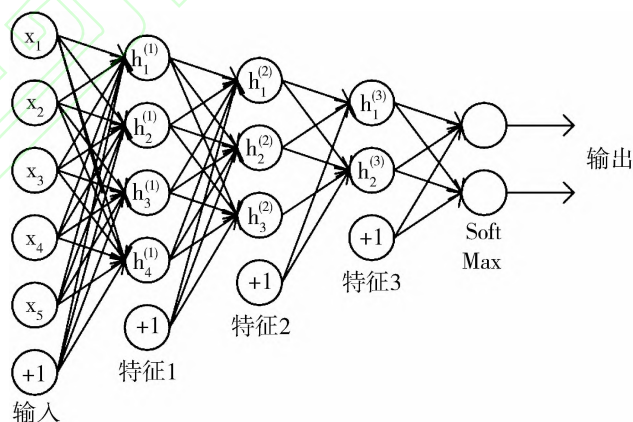 x₁
x₂
x₃
x₄
x₅
+1
输入
h₁⁽¹⁾
h₂⁽¹⁾
h₃⁽¹⁾
h₄⁽¹⁾
+1
特征1
h₁⁽²⁾
h₂⁽²⁾
h₃⁽²⁾
+1
特征2
h₁⁽³⁾
h₂⁽³⁾
+1
特征3
Soft
Max
输出